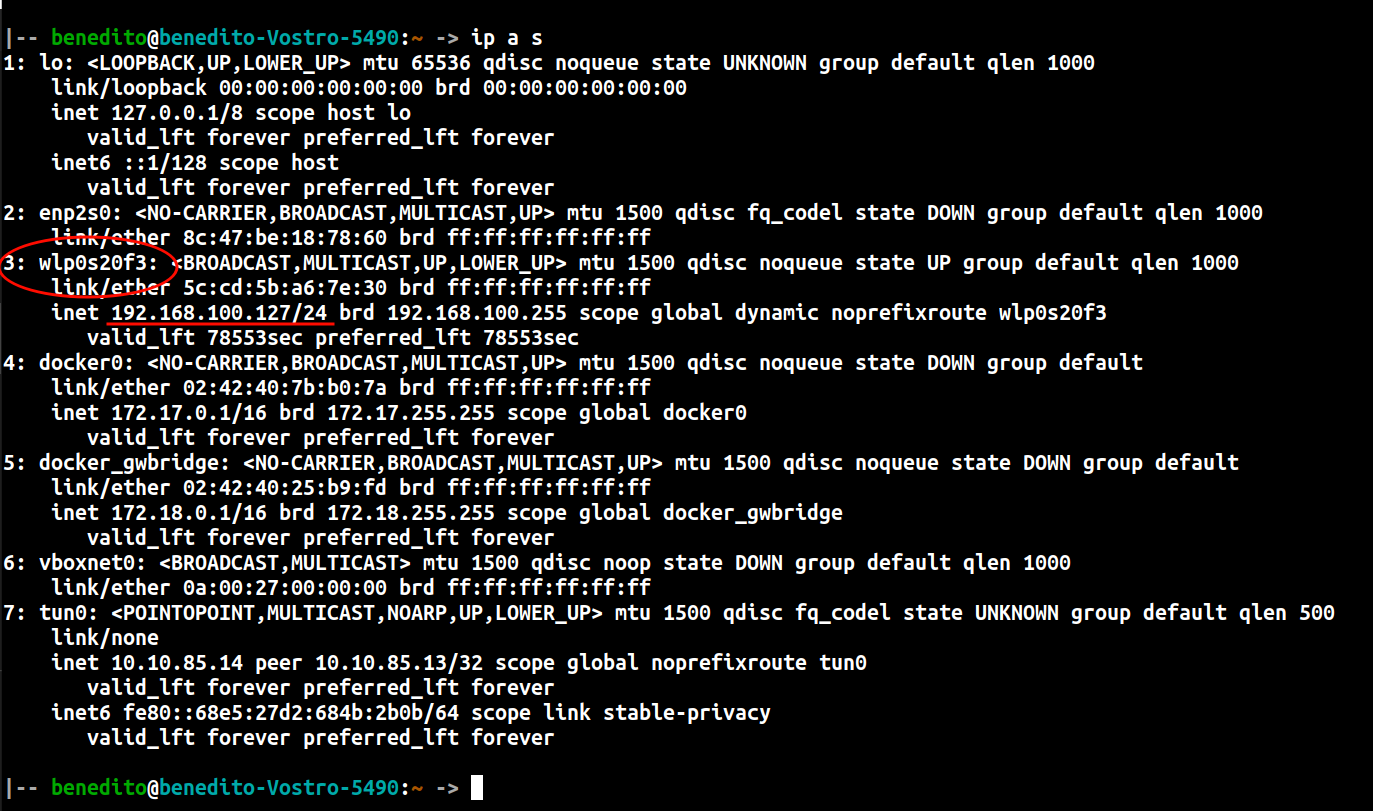 |-- benedito@benedito-Vostro-5490:~ -> ip a s
1: lo: <LOOPBACK,UP,LOWER_UP> mtu 65536 qdisc noqueue state UNKNOWN group default qlen 1000
    link/loopback 00:00:00:00:00:00 brd 00:00:00:00:00:00
    inet 127.0.0.1/8 scope host lo
       valid_lft forever preferred_lft forever
    inet6 ::1/128 scope host
       valid_lft forever preferred_lft forever
2: enp2s0: <NO-CARRIER,BROADCAST,MULTICAST,UP> mtu 1500 qdisc fq_codel state DOWN group default qlen 1000
    link/ether 8c:47:be:18:78:60 brd ff:ff:ff:ff:ff:ff
3: wlp0s20f3: <BROADCAST,MULTICAST,UP,LOWER_UP> mtu 1500 qdisc noqueue state UP group default qlen 1000
    link/ether 5c:cd:5b:a6:7e:30 brd ff:ff:ff:ff:ff:ff
    inet 192.168.100.127/24 brd 192.168.100.255 scope global dynamic noprefixroute wlp0s20f3
       valid_lft 78553sec preferred_lft 78553sec
4: docker0: <NO-CARRIER,BROADCAST,MULTICAST,UP> mtu 1500 qdisc noqueue state DOWN group default
    link/ether 02:42:40:7b:b0:7a brd ff:ff:ff:ff:ff:ff
    inet 172.17.0.1/16 brd 172.17.255.255 scope global docker0
       valid_lft forever preferred_lft forever
5: docker_gwbridge: <NO-CARRIER,BROADCAST,MULTICAST,UP> mtu 1500 qdisc noqueue state DOWN group default
    link/ether 02:42:40:25:b9:fd brd ff:ff:ff:ff:ff:ff
    inet 172.18.0.1/16 brd 172.18.255.255 scope global docker_gwbridge
       valid_lft forever preferred_lft forever
6: vboxnet0: <BROADCAST,MULTICAST> mtu 1500 qdisc noop state DOWN group default qlen 1000
    link/ether 0a:00:27:00:00:00 brd ff:ff:ff:ff:ff:ff
7: tun0: <POINTOPOINT,MULTICAST,NOARP,UP,LOWER_UP> mtu 1500 qdisc fq_codel state UNKNOWN group default qlen 500
    link/none
    inet 10.10.85.14 peer 10.10.85.13/32 scope global noprefixroute tun0
       valid_lft forever preferred_lft forever
    inet6 fe80::68e5:27d2:684b:2b0b/64 scope link stable-privacy
       valid_lft forever preferred_lft forever
|-- benedito@benedito-Vostro-5490:~ ->